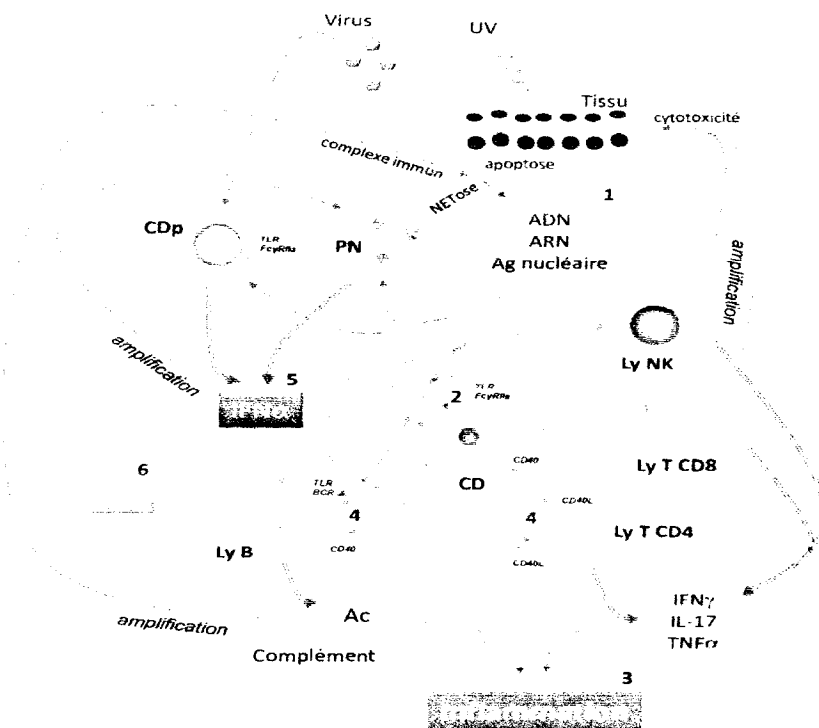 Virus
UV
Tissu
cytotoxicité
complexe immun
apoptose
NETose
1
ADN
ARN
Ag nucléaire
CDp
TLR
FcγRIIa
PN
amplification
Ly NK
amplification
5
2
TLR
FcγRIIa
6
CD40
CD
Ly T CD8
TLR
BCR
CD40L
4
4
Ly T CD4
Ly B
CD40
CD40L
IFNγ
IL-17
TNFα
Ac
amplification
Complément
3